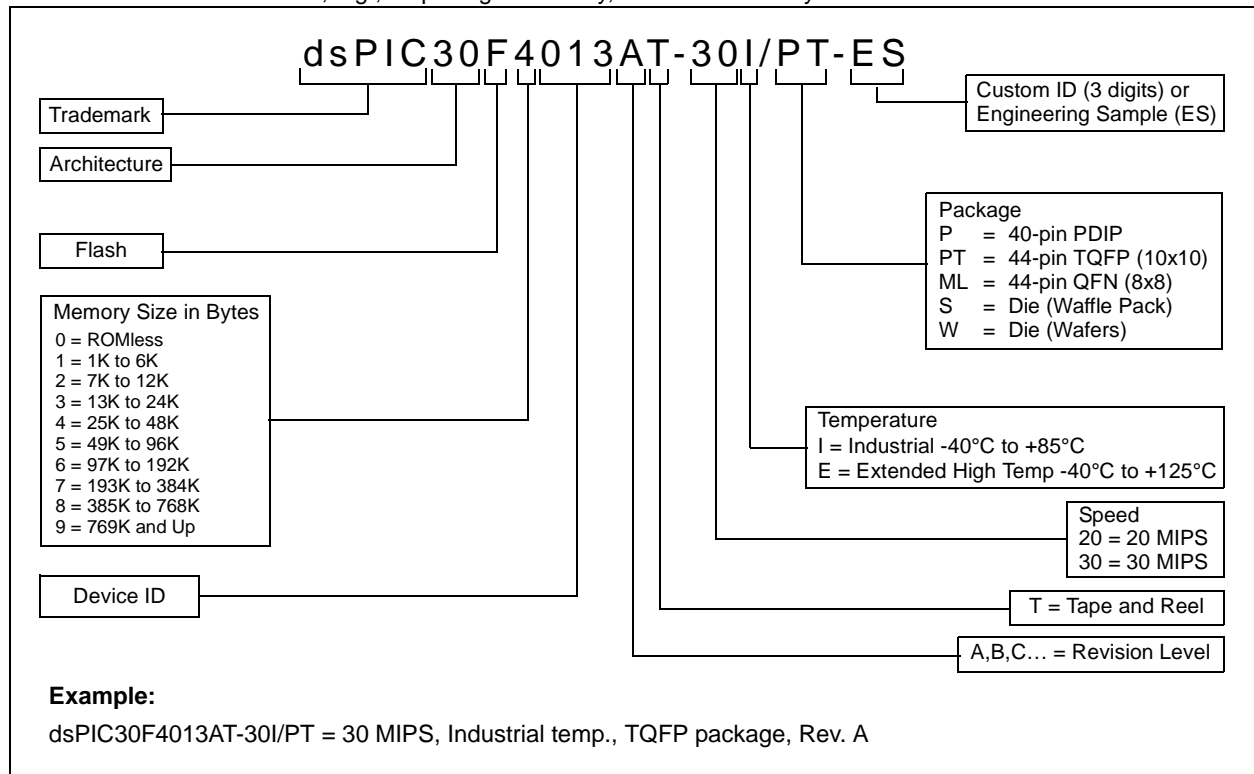 dsPIC30F4013AT-30I/PT-ES
Custom ID (3 digits) or
Engineering Sample (ES)
Trademark
Architecture
Flash
Package
P = 40-pin PDIP
PT = 44-pin TQFP (10x10)
ML = 44-pin QFN (8x8)
S = Die (Waffle Pack)
W = Die (Wafers)
Memory Size in Bytes
0 = ROMless
1 = 1K to 6K
2 = 7K to 12K
3 = 13K to 24K
4 = 25K to 48K
5 = 49K to 96K
6 = 97K to 192K
7 = 193K to 384K
8 = 385K to 768K
9 = 769K and Up
Temperature
I = Industrial -40°C to +85°C
E = Extended High Temp -40°C to +125°C
Speed
20 = 20 MIPS
30 = 30 MIPS
Device ID
T = Tape and Reel
A,B,C… = Revision Level
Example:
dsPIC30F4013AT-30I/PT = 30 MIPS, Industrial temp., TQFP package, Rev. A